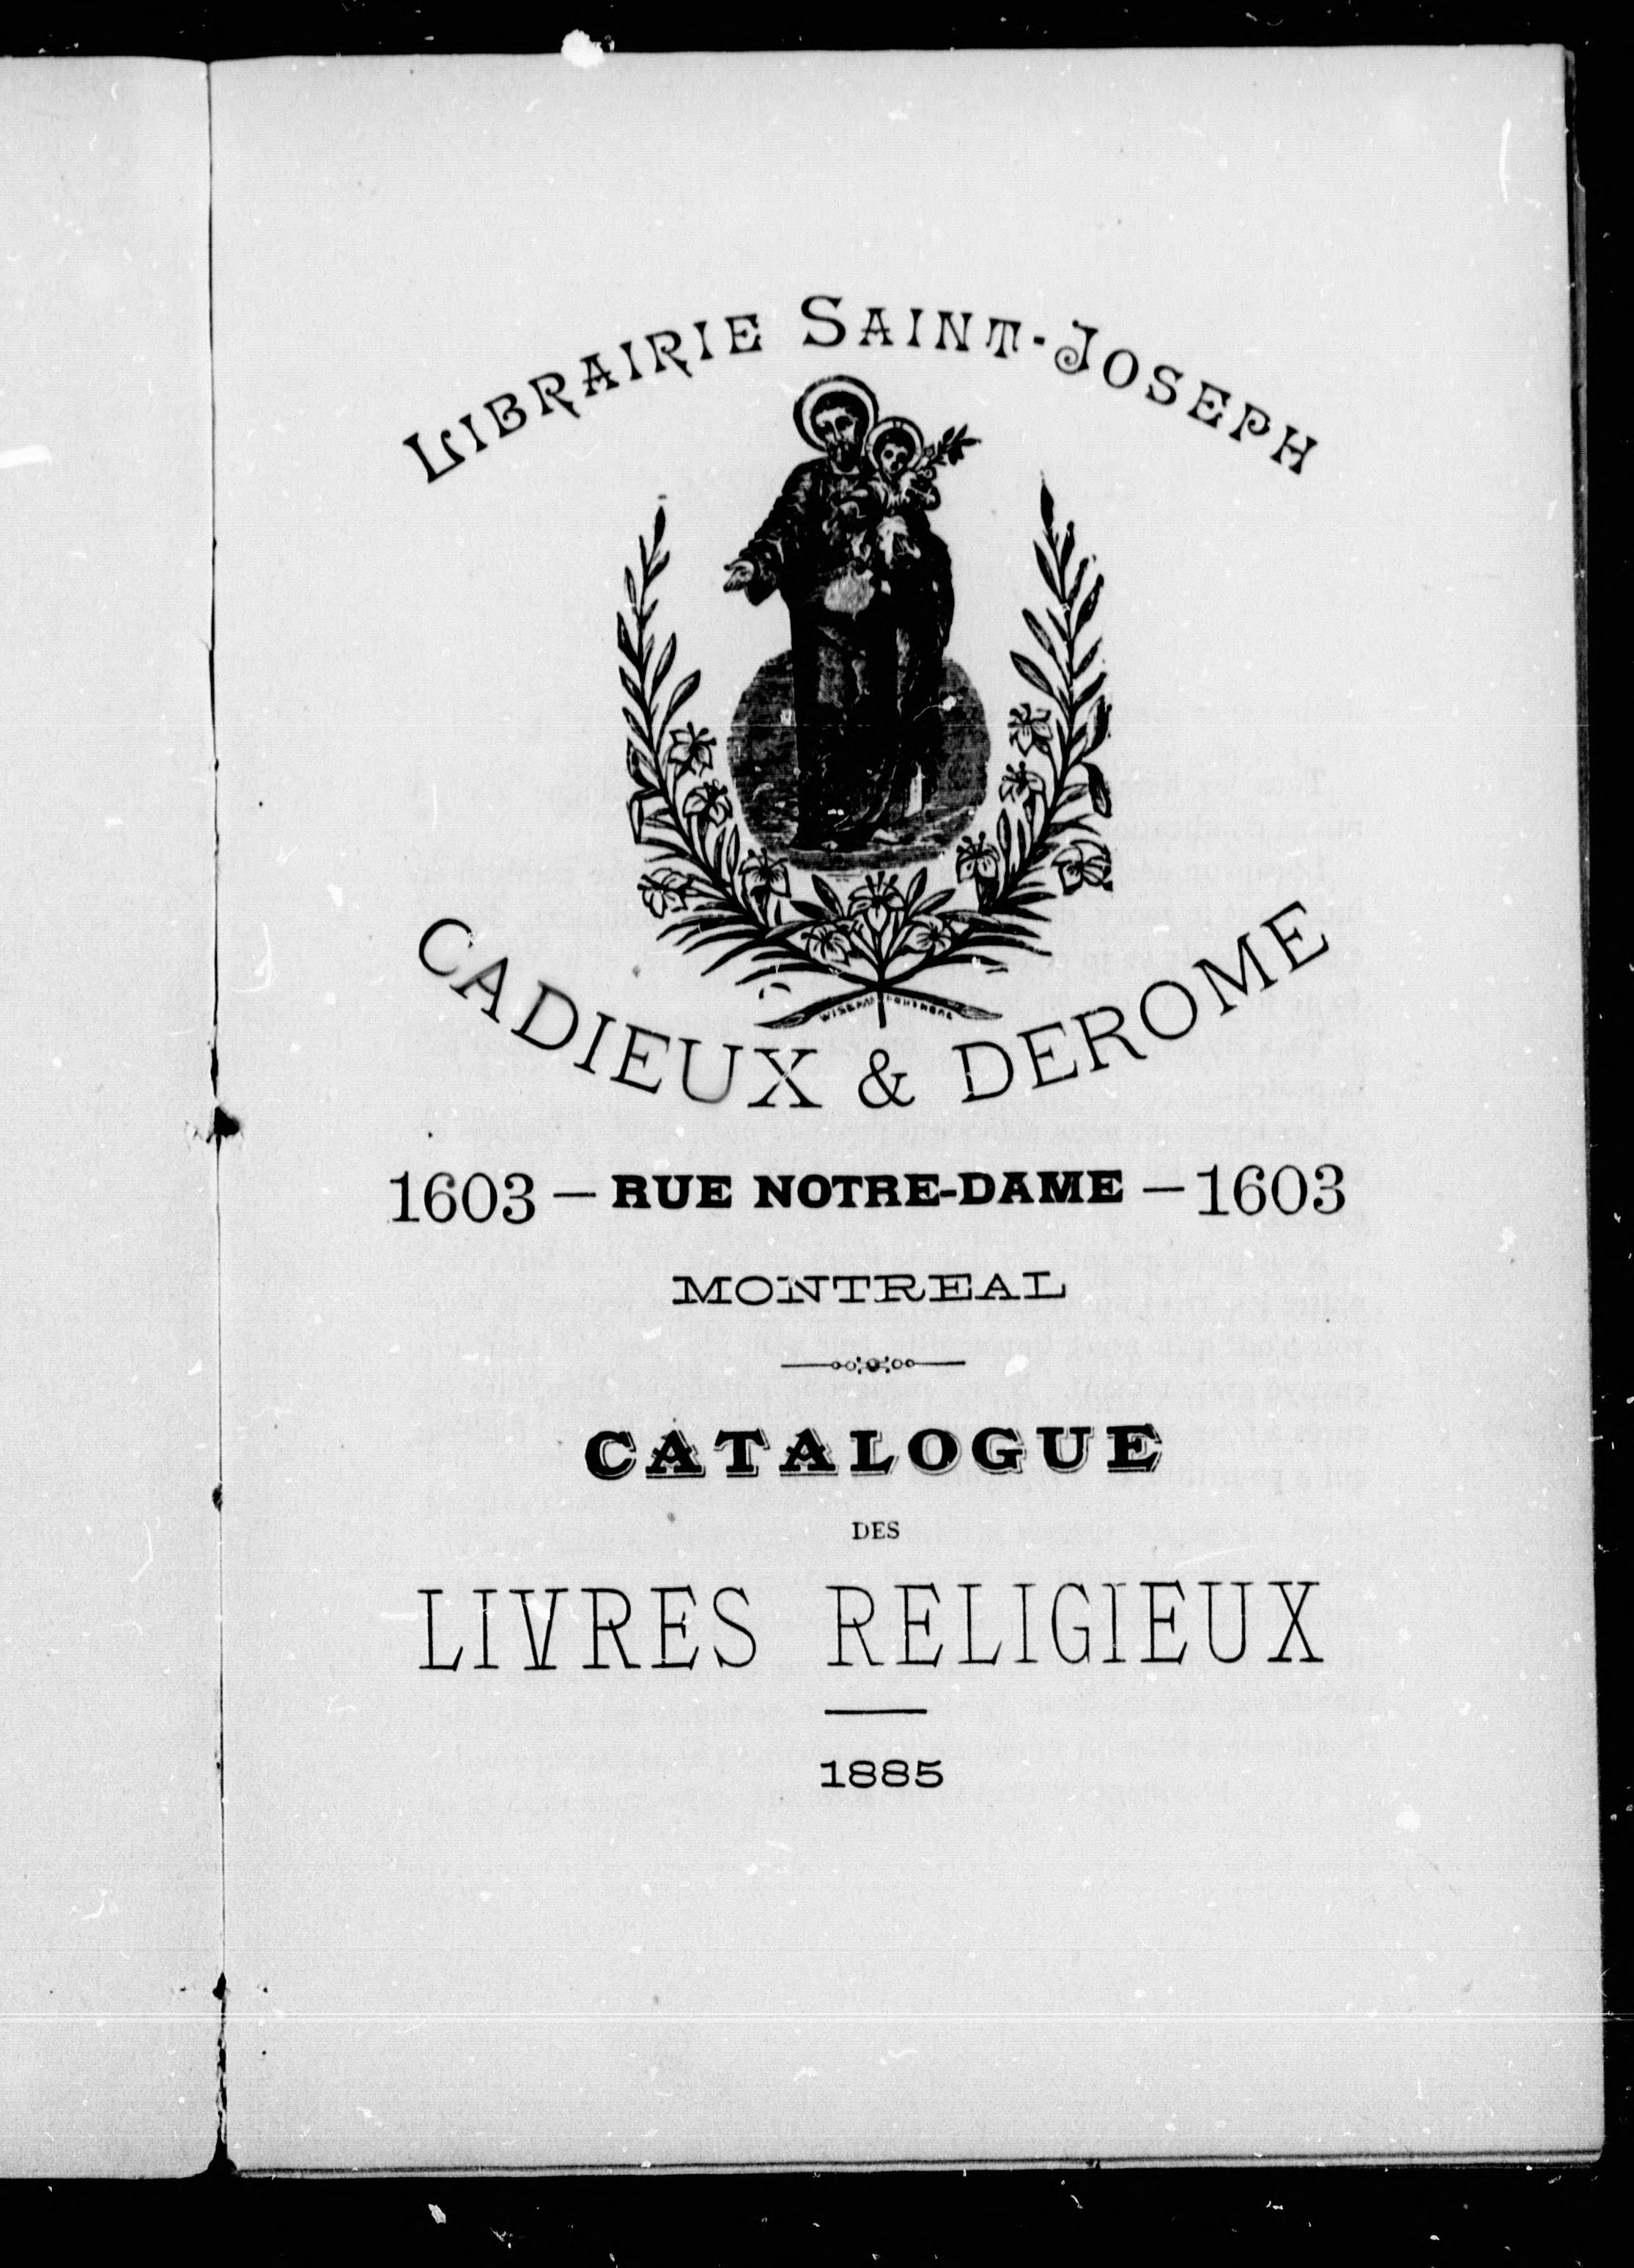 LIBRAIRIE SAINT-JOSEPH
CADIEUX & DEROME
1603 — RUE NOTRE-DAME — 1603
MONTREAL
CATALOGUE
DES
LIVRES RELIGIEUX
1885